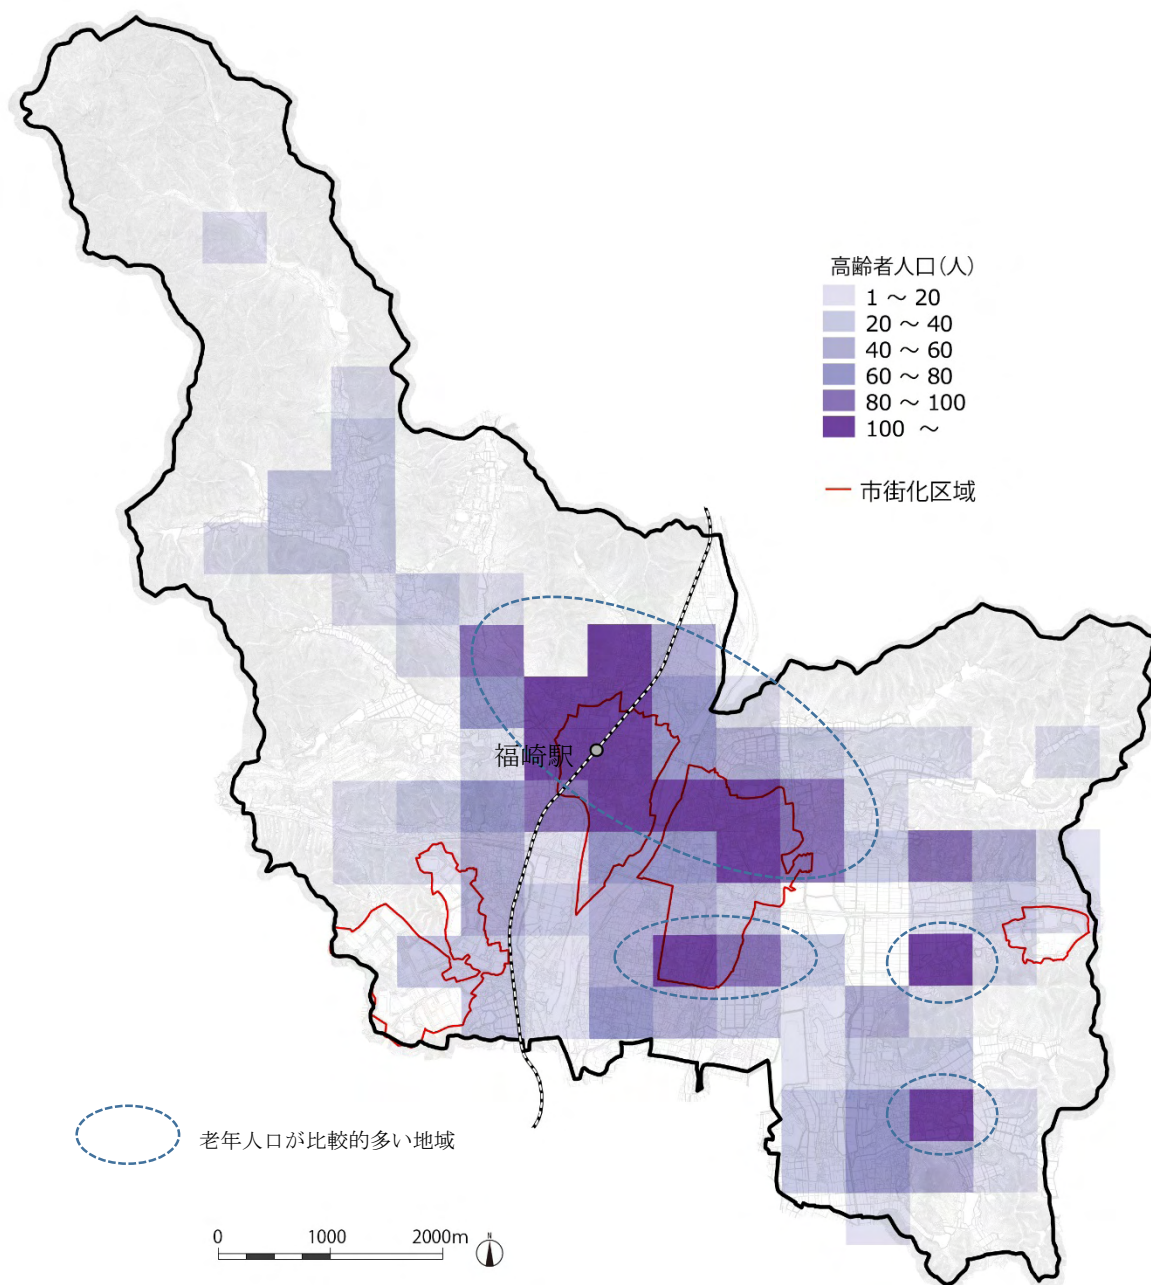 高齢者人口(人)
1 ～ 20
20 ～ 40
40 ～ 60
60 ～ 80
80 ～ 100
100 ～
市街化区域
福崎駅
老年人口が比較的多い地域
0 1000 2000m
N